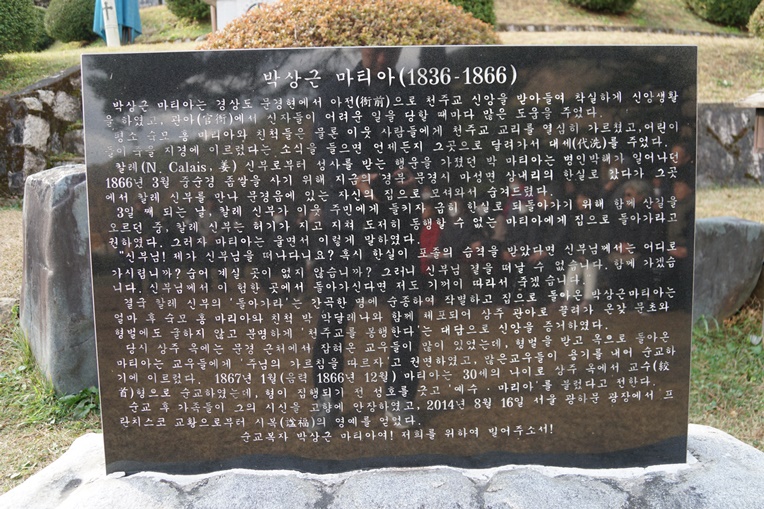 박상근 마티아(1836-1866)
박상근 마티아는 경상도 문경현에서 아전(衙前)으로 천주교 신앙을 받아들여 착실하게 신앙생활
을 하였고, 관아(官衙)에서 신자들이 어려운 일을 당할 때마다 많은 도움을 주었다.
평소 숙모 홍 마리아와 친척들은 물론 이웃 사람들에게 천주교 교리를 열심히 가르쳤고, 어린이
들이 죽을 지경에 이르렀다는 소식을 들으면 언제든지 그곳으로 달려가서 대세(代洗)를 주었다.
칼레(N. Calais, 姜) 신부로부터 성사를 받는 행운을 가졌던 박 마티아는 병인박해가 일어나던
1866년 3월 중순경 좁쌀을 사기 위해 지금의 경북 문경시 마성면 상내리의 한실로 갔다가 그곳
에서 칼레 신부를 만나 문경읍에 있는 자신의 집으로 모셔와서 숨겨드렸다.
3일 째 되는 날, 칼레 신부가 이웃 주민에게 들키자 급히 한실로 되돌아가기 위해 함께 산길을
오르던 중, 칼레 신부는 허기가 지고 지쳐 도저히 동행할 수 없는 마티아에게 집으로 돌아가라고
권하였다. 그러자 마티아는 울면서 이렇게 말하였다.
"신부님! 제가 신부님을 떠나다니요? 혹시 한실이 포졸의 습격을 받았다면 신부님께서는 어디로
가시렵니까? 숨어 계실 곳이 없지 않습니까? 그러니 신부님 곁을 떠날 수 없습니다. 함께 가겠습
니다. 신부님께서 이 험한 곳에서 돌아가신다면 저도 기꺼이 따라서 죽겠습니다.
결국 칼레 신부의 '돌아가라'는 간곡한 명에 순종하여 작별하고 집으로 돌아온 박상근 마티아는
얼마 후 숙모 홍 마리아와 친척 박 막달레나와 함께 체포되어 상주 관아로 끌려가 온갖 문초와
형벌에도 굴하지 않고 분명하게 '천주교를 봉행한다'는 대답으로 신앙을 증거하였다.
당시 상주 옥에는 문경 근처에서 잡혀온 교우들이 많이 있었는데, 형벌을 받고 옥으로 돌아온
마티아는 교우들에게 '주님의 가르침을 따르자'고 권면하였고, 많은교우들이 용기를 내어 순교하
기에 이르렀다. 1867년 1월(음력 1866년 12월) 마티아는 30세의 나이로 상주 옥에서 교수(絞
首)형으로 순교하였는데, 형이 집행되기 전 성호를 긋고 '예수·마리아'를 불렀다고 전한다.
순교 후 가족들이 그의 시신을 고향에 안장하였고, 2014년 8월 16일 서울 광화문 광장에서 프
란치스코 교황으로부터 시복(諡福)의 영예를 얻었다.
순교복자 박상근 마티아여! 저희를 위하여 빌어주소서!